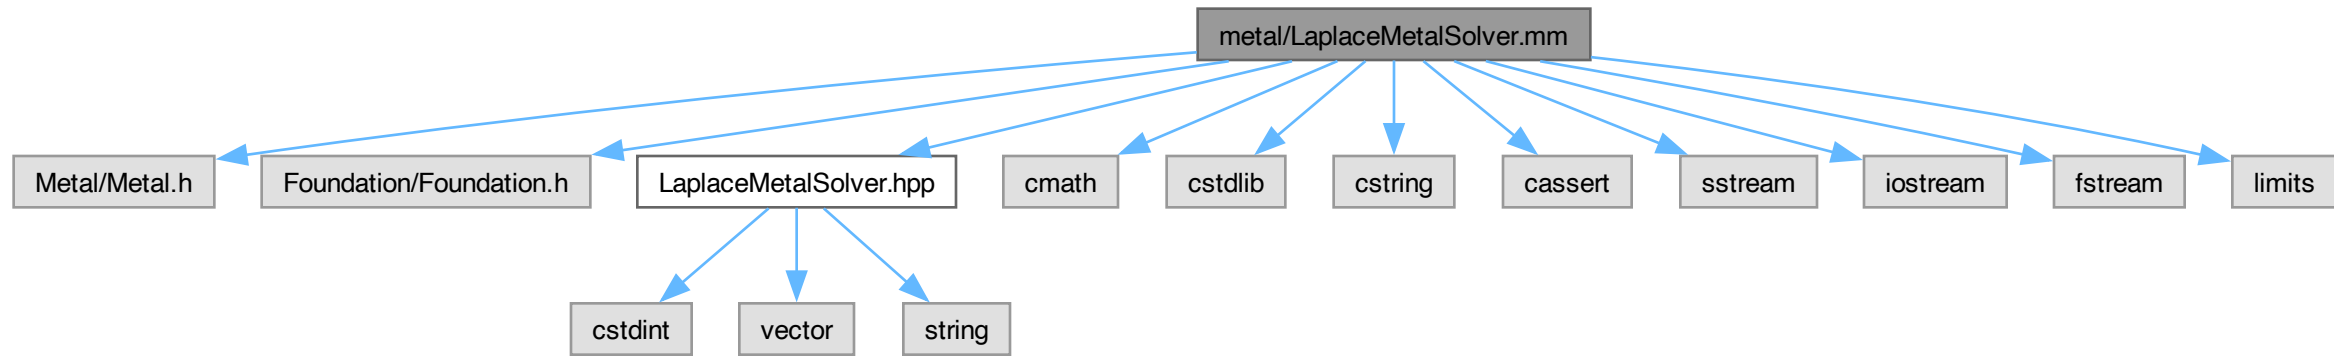 metal/LaplaceMetalSolver.mm
Metal/Metal.h
Foundation/Foundation.h
LaplaceMetalSolver.hpp
cmath
cstdlib
cstring
cassert
sstream
iostream
fstream
limits
cstdint
vector
string